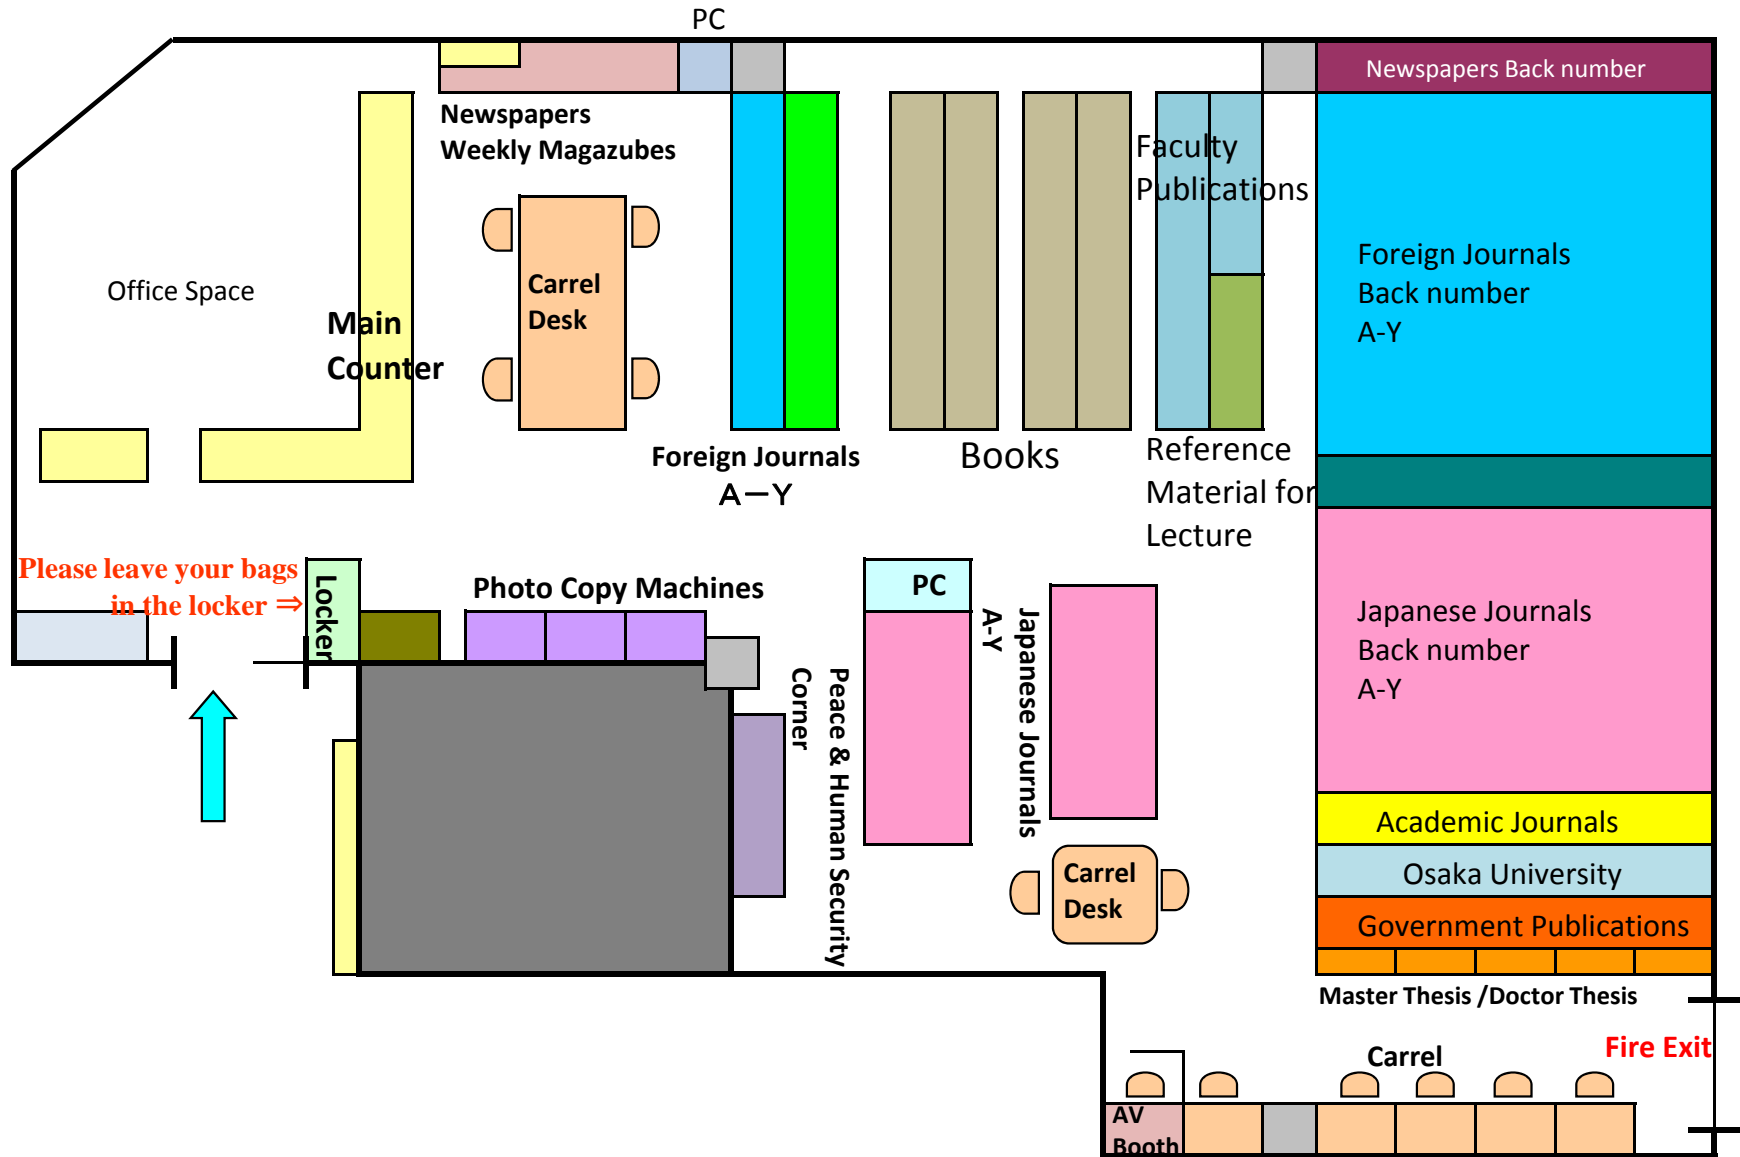 PC
Newspapers Back number
Newspapers
Weekly Magazubes
Faculty
Publications
Foreign Journals
Back number
A-Y
Office Space
Carrel
Desk
Main
Counter
Foreign Journals
A－Y
Books
Reference
Material for
Lecture
Please leave your bags
in the locker ⇒
Locker
Photo Copy Machines
PC
Japanese Journals
A-Y
Japanese Journals
Back number
A-Y
Peace & Human Security
Corner
Academic Journals
Carrel
Desk
Osaka University
Government Publications
Master Thesis /Doctor Thesis
Fire Exit
Carrel
AV
Booth